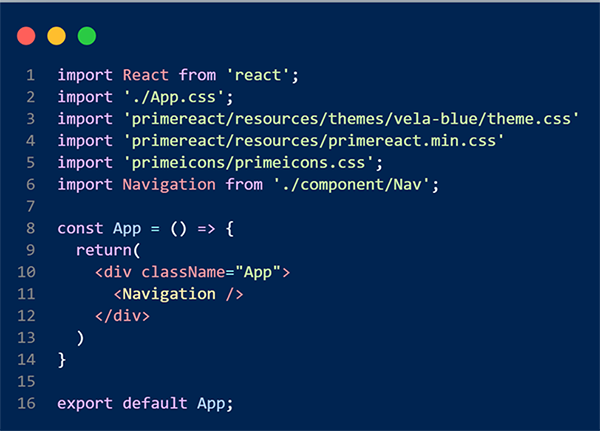 1 import React from 'react';
2 import './App.css';
3 import 'primereact/resources/themes/vela-blue/theme.css'
4 import 'primereact/resources/primereact.min.css'
5 import 'primeicons/primeicons.css';
6 import Navigation from './component/Nav';
7
8 const App = () => {
9   return(
10     <div className="App">
11       <Navigation />
12     </div>
13   )
14 }
15
16 export default App;